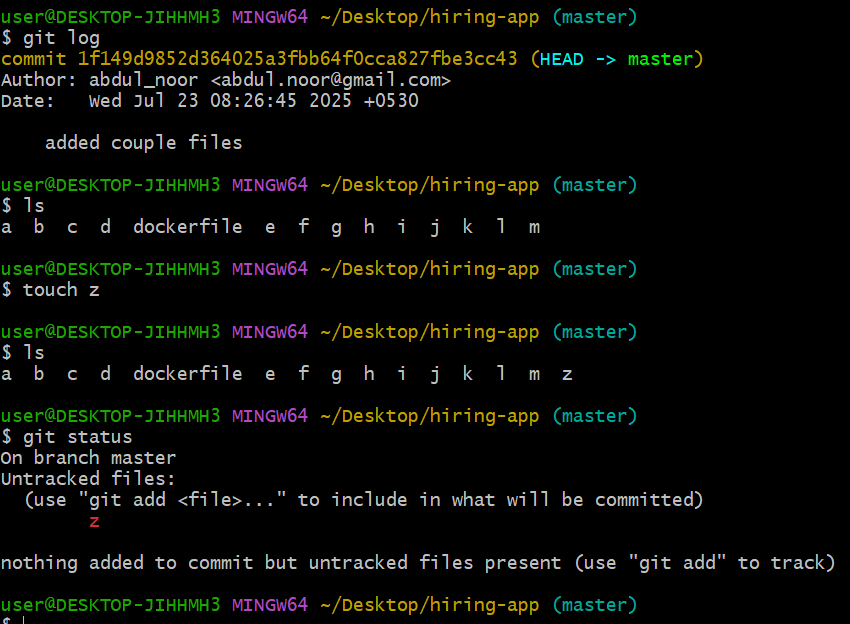 user@DESKTOP-JIHHMH3 MINGW64 ~/Desktop/hiring-app (master)
$ git log
commit 1f149d9852d364025a3fbb64f0cca827fbe3cc43 (HEAD -> master)
Author: abdul_noor <abdul.noor@gmail.com>
Date:   Wed Jul 23 08:26:45 2025 +0530
    added couple files
user@DESKTOP-JIHHMH3 MINGW64 ~/Desktop/hiring-app (master)
$ ls
a  b  c  d  dockerfile  e  f  g  h  i  j  k  l  m
user@DESKTOP-JIHHMH3 MINGW64 ~/Desktop/hiring-app (master)
$ touch z
user@DESKTOP-JIHHMH3 MINGW64 ~/Desktop/hiring-app (master)
$ ls
a  b  c  d  dockerfile  e  f  g  h  i  j  k  l  m  z
user@DESKTOP-JIHHMH3 MINGW64 ~/Desktop/hiring-app (master)
$ git status
On branch master
Untracked files:
  (use "git add <file>..." to include in what will be committed)
        z
nothing added to commit but untracked files present (use "git add" to track)
user@DESKTOP-JIHHMH3 MINGW64 ~/Desktop/hiring-app (master)
$